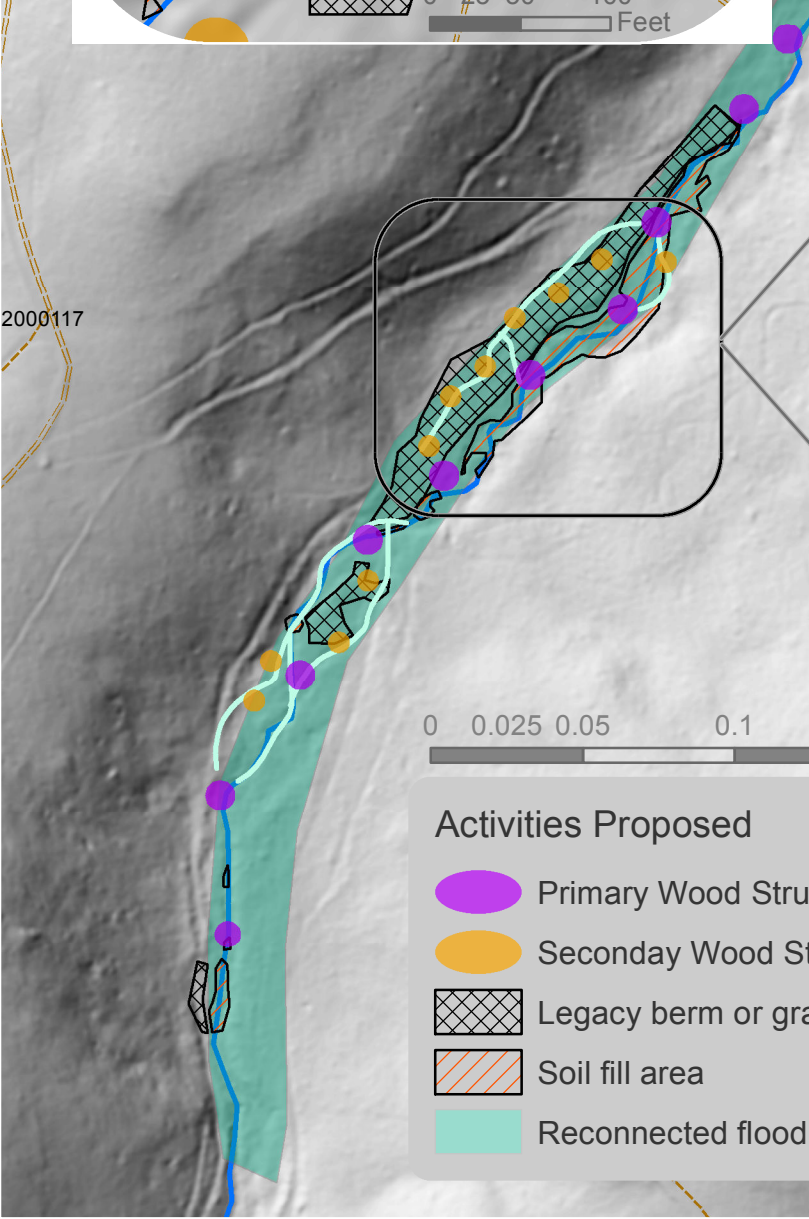 Feet
2000117
0 0.025 0.05 0.1
Activities Proposed
Primary Wood Stru
Seconday Wood St
Legacy berm or gra
Soil fill area
Reconnected flood